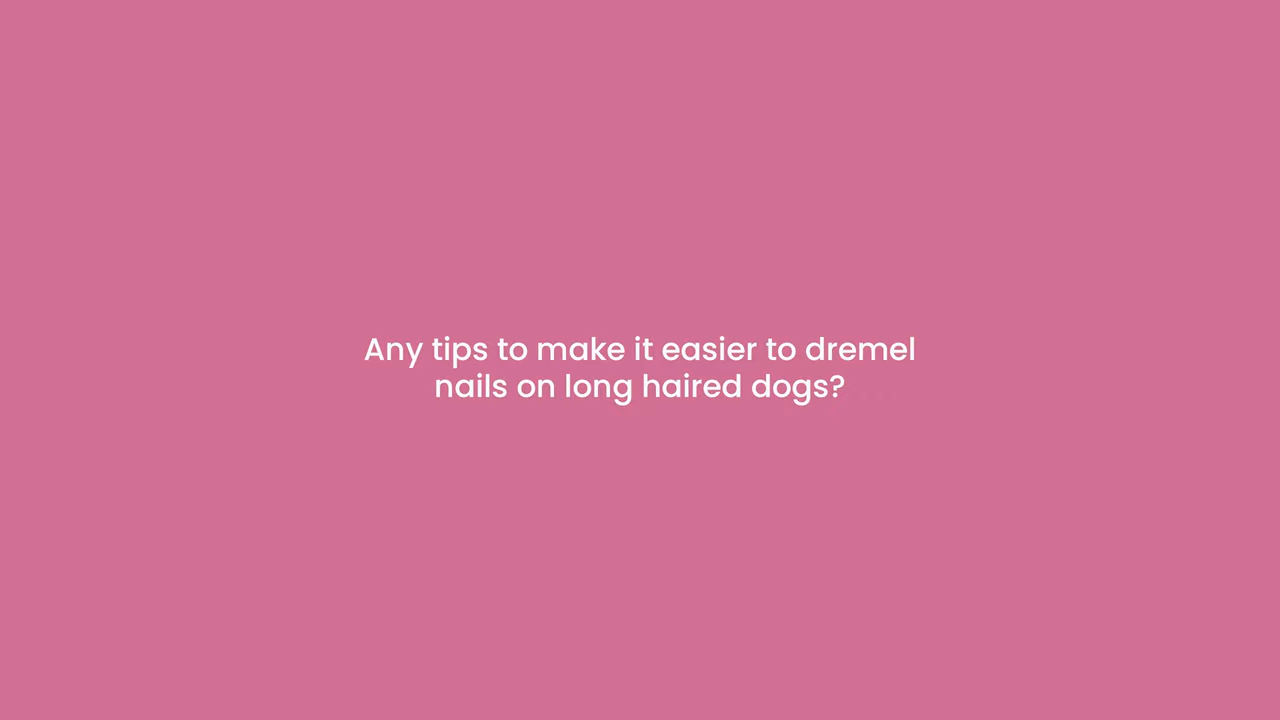 Any tips to make it easier to dremel
nails on long haired dogs?